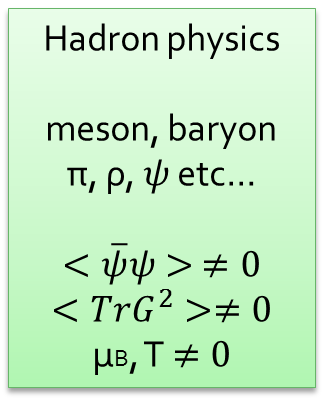 Hadron physics
meson, baryon
π, ρ, ψ etc...
< ψ̄ψ > ≠ 0
< TrG² > ≠ 0
μB, T ≠ 0